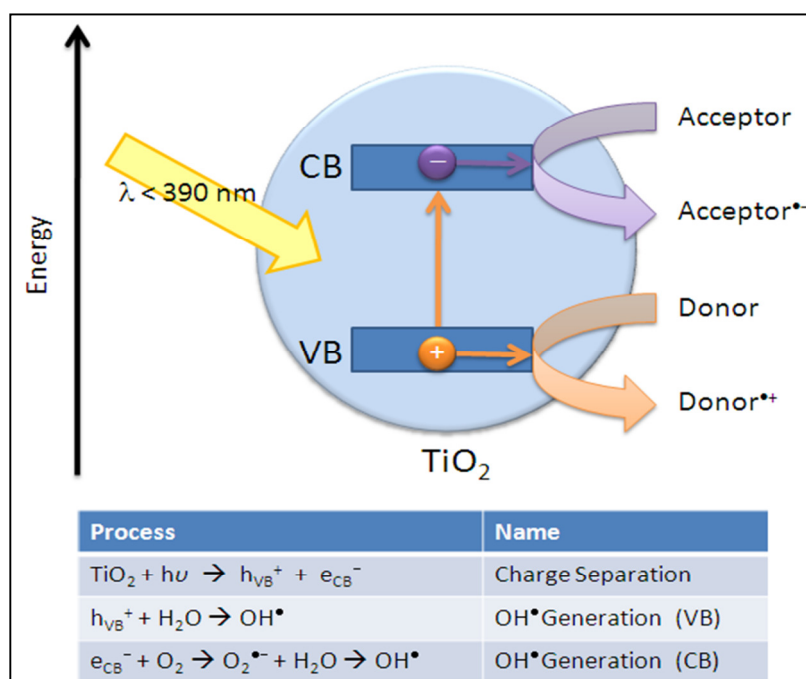 Energy
λ < 390 nm
CB
−
VB
+
TiO₂
Acceptor
Acceptor•−
Donor
Donor•+
Process Name
TiO₂ + hυ → hVB⁺ + eCB⁻ Charge Separation
hVB⁺ + H₂O → OH• OH• Generation (VB)
eCB⁻ + O₂ → O₂•− + H₂O → OH• OH• Generation (CB)